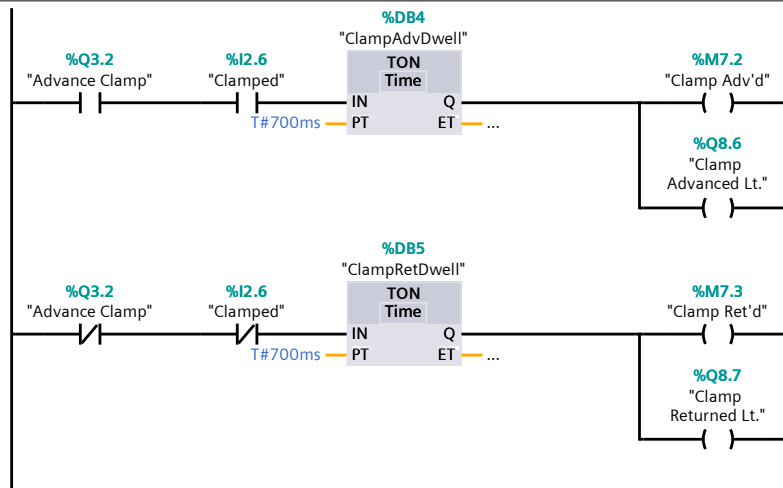 %DB4
"ClampAdvDwell"
%Q3.2
%I2.6
TON
%M7.2
"Advance Clamp"
"Clamped"
Time
"Clamp Adv'd"
IN
Q
T#700ms
PT
ET
...
%Q8.6
"Clamp
Advanced Lt."
%DB5
"ClampRetDwell"
%Q3.2
%I2.6
TON
%M7.3
"Advance Clamp"
"Clamped"
Time
"Clamp Ret'd"
IN
Q
T#700ms
PT
ET
...
%Q8.7
"Clamp
Returned Lt."